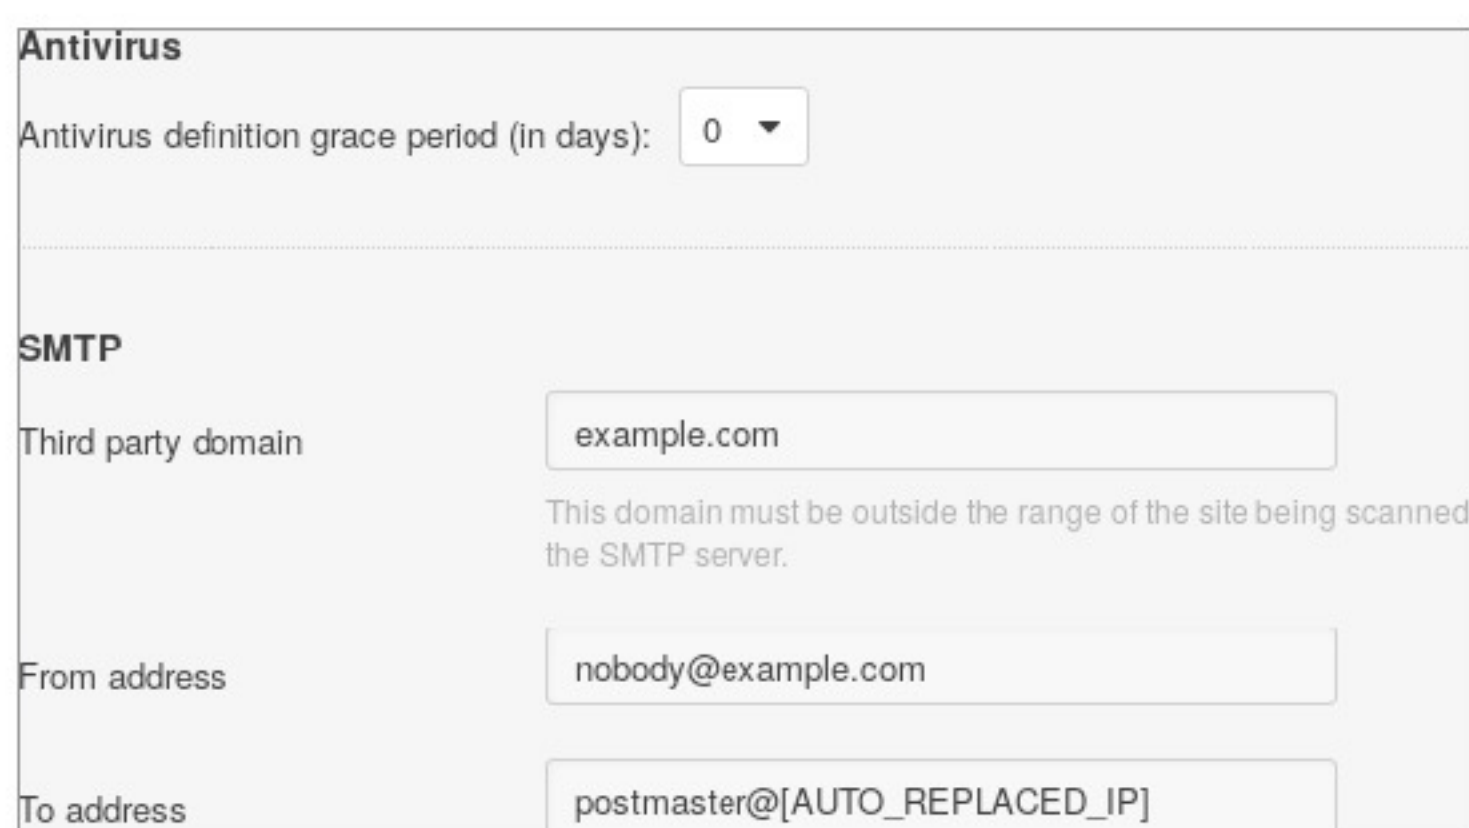 Antivirus
Antivirus definition grace period (in days): 0
SMTP
Third party domain example.com
This domain must be outside the range of the site being scanned
the SMTP server.
From address nobody@example.com
To address postmaster@[AUTO_REPLACED_IP]